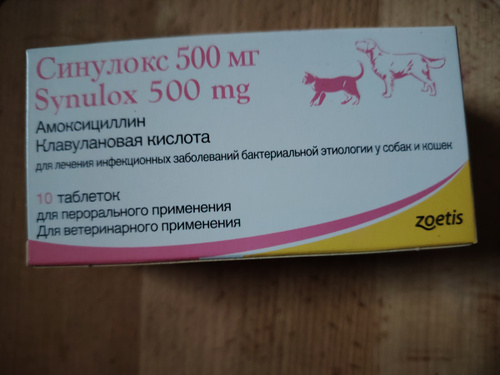 Синулокс 500 мг
Synulox 500 mg
Амоксициллин
Клавулановая кислота
для лечения инфекционных заболеваний бактериальной этиологии у собак и кошек
10 таблеток
для перорального применения
Для ветеринарного применения
zoetis